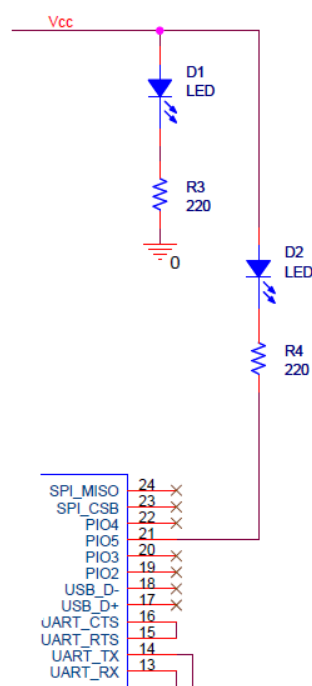 Vcc
D1
LED
R3
220
0
D2
LED
R4
220
SPI_MISO 24
SPI_CSB 23
PIO4 22
PIO5 21
PIO3 20
PIO2 19
USB_D- 18
USB_D+ 17
UART_CTS 16
UART_RTS 15
UART_TX 14
UART_RX 13